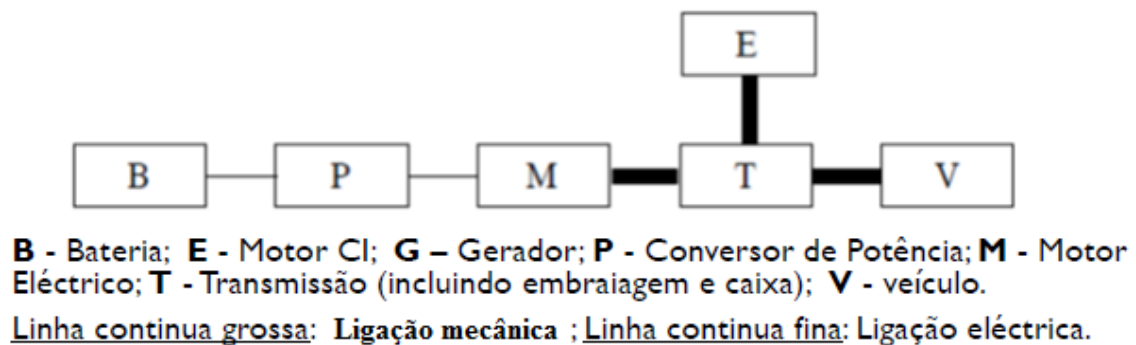 E
B P M T V
B - Bateria; E - Motor CI; G – Gerador; P - Conversor de Potência; M - Motor
Eléctrico; T - Transmissão (incluindo embraiagem e caixa); V - veículo.
Linha continua grossa: Ligação mecânica ; Linha continua fina: Ligação eléctrica.